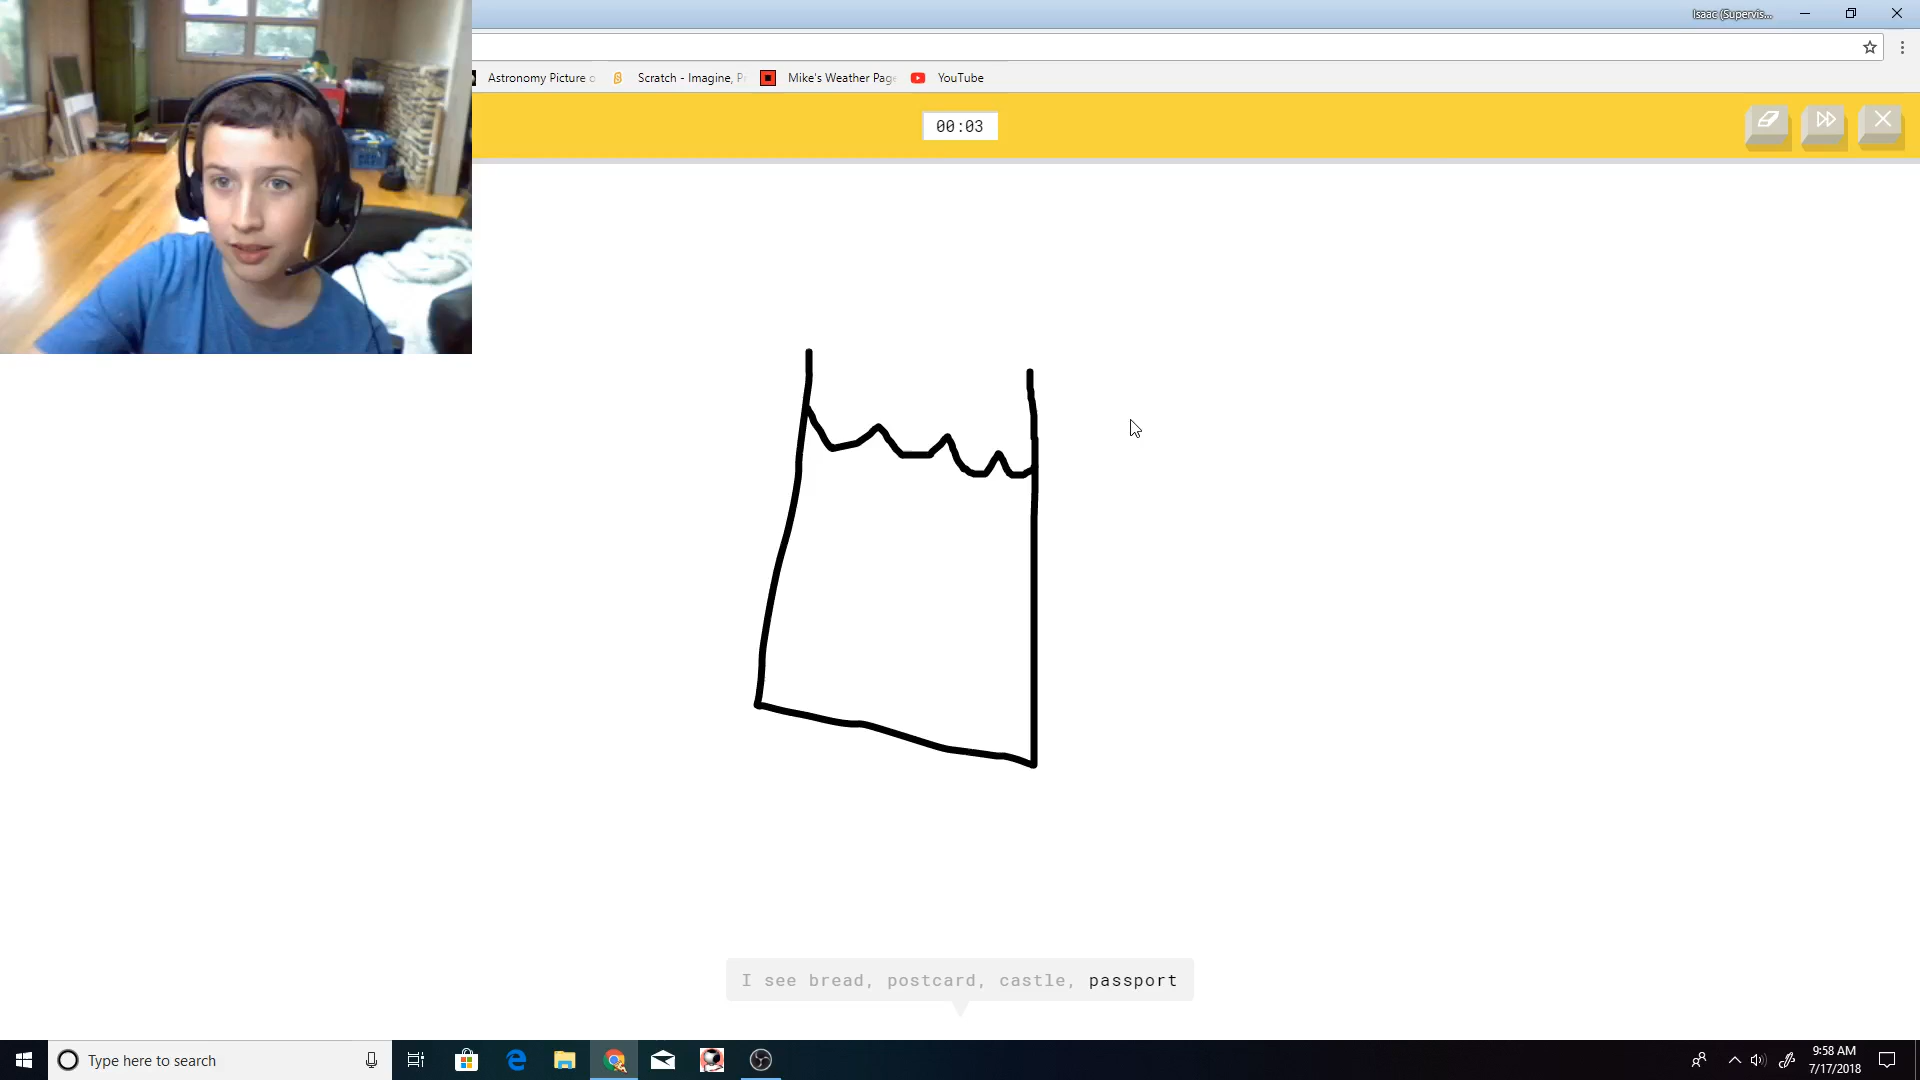 Isaac (Supervis...
Astronomy Picture o
Scratch - Imagine, Pr
Mike's Weather Page
YouTube
00:03
I see bread, postcard, castle, passport
Type here to search
9:58 AM
7/17/2018